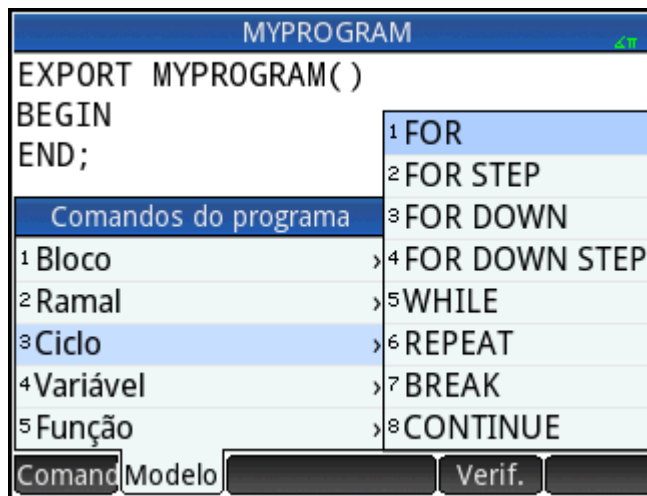 MYPROGRAM
∡π
EXPORT MYPROGRAM()
BEGIN
END;
Comandos do programa
1 Bloco ›
2 Ramal ›
3 Ciclo ›
4 Variável ›
5 Função ›
1 FOR
2 FOR STEP
3 FOR DOWN
4 FOR DOWN STEP
5 WHILE
6 REPEAT
7 BREAK
8 CONTINUE
Comand Modelo Verif.